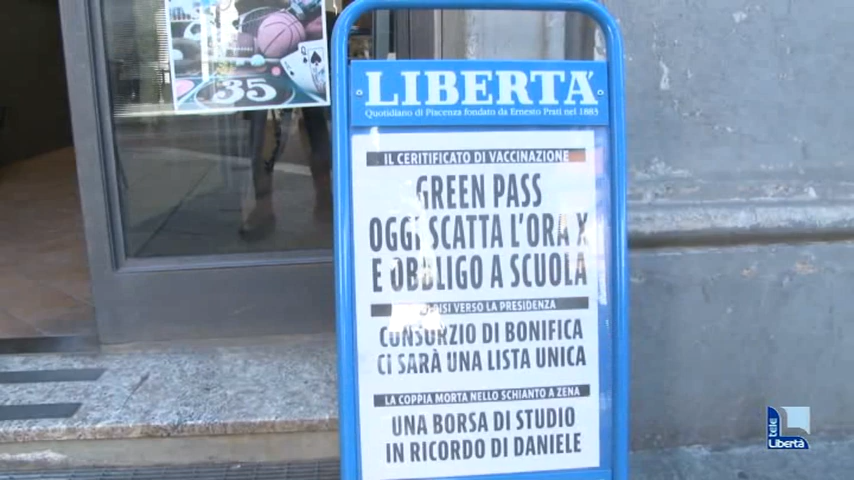 35
LIBERTÀ
Quotidiano di Piacenza fondato da Ernesto Prati nel 1883
IL CERITIFICATO DI VACCINAZIONE
GREEN PASS
OGGI SCATTA L'ORA X
E OBBLIGO A SCUOLA
VERSO LA PRESIDENZA
CONSORZIO DI BONIFICA
CI SARÀ UNA LISTA UNICA
LA COPPIA MORTA NELLO SCHIANTO A ZENA
UNA BORSA DI STUDIO
IN RICORDO DI DANIELE
tele
Libertà